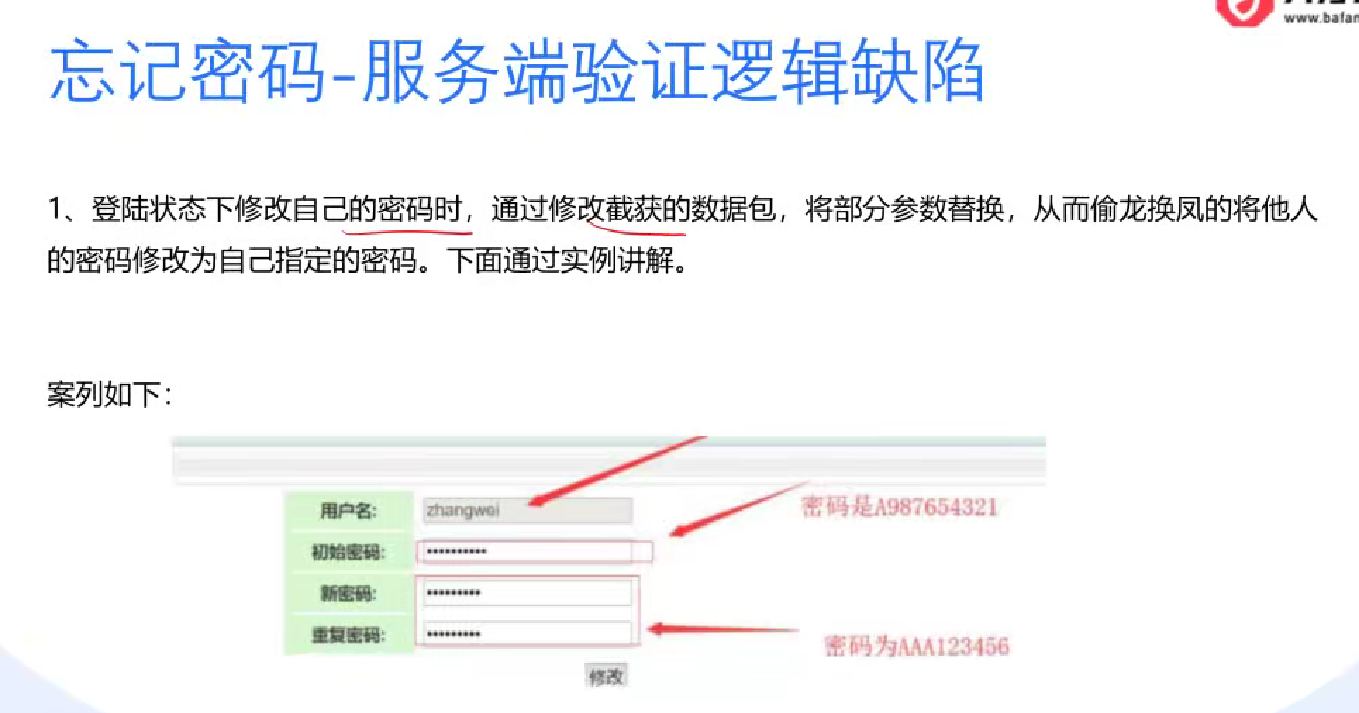 www.bafan
忘记密码-服务端验证逻辑缺陷
1、登陆状态下修改自己的密码时，通过修改截获的数据包，将部分参数替换，从而偷龙换凤的将他人
的密码修改为自己指定的密码。下面通过实例讲解。
案列如下：
用户名: zhangwei
密码是A987654321
初始密码: ••••••••••
新密码: •••••••••
重复密码: •••••••••
密码为AAA123456
修改